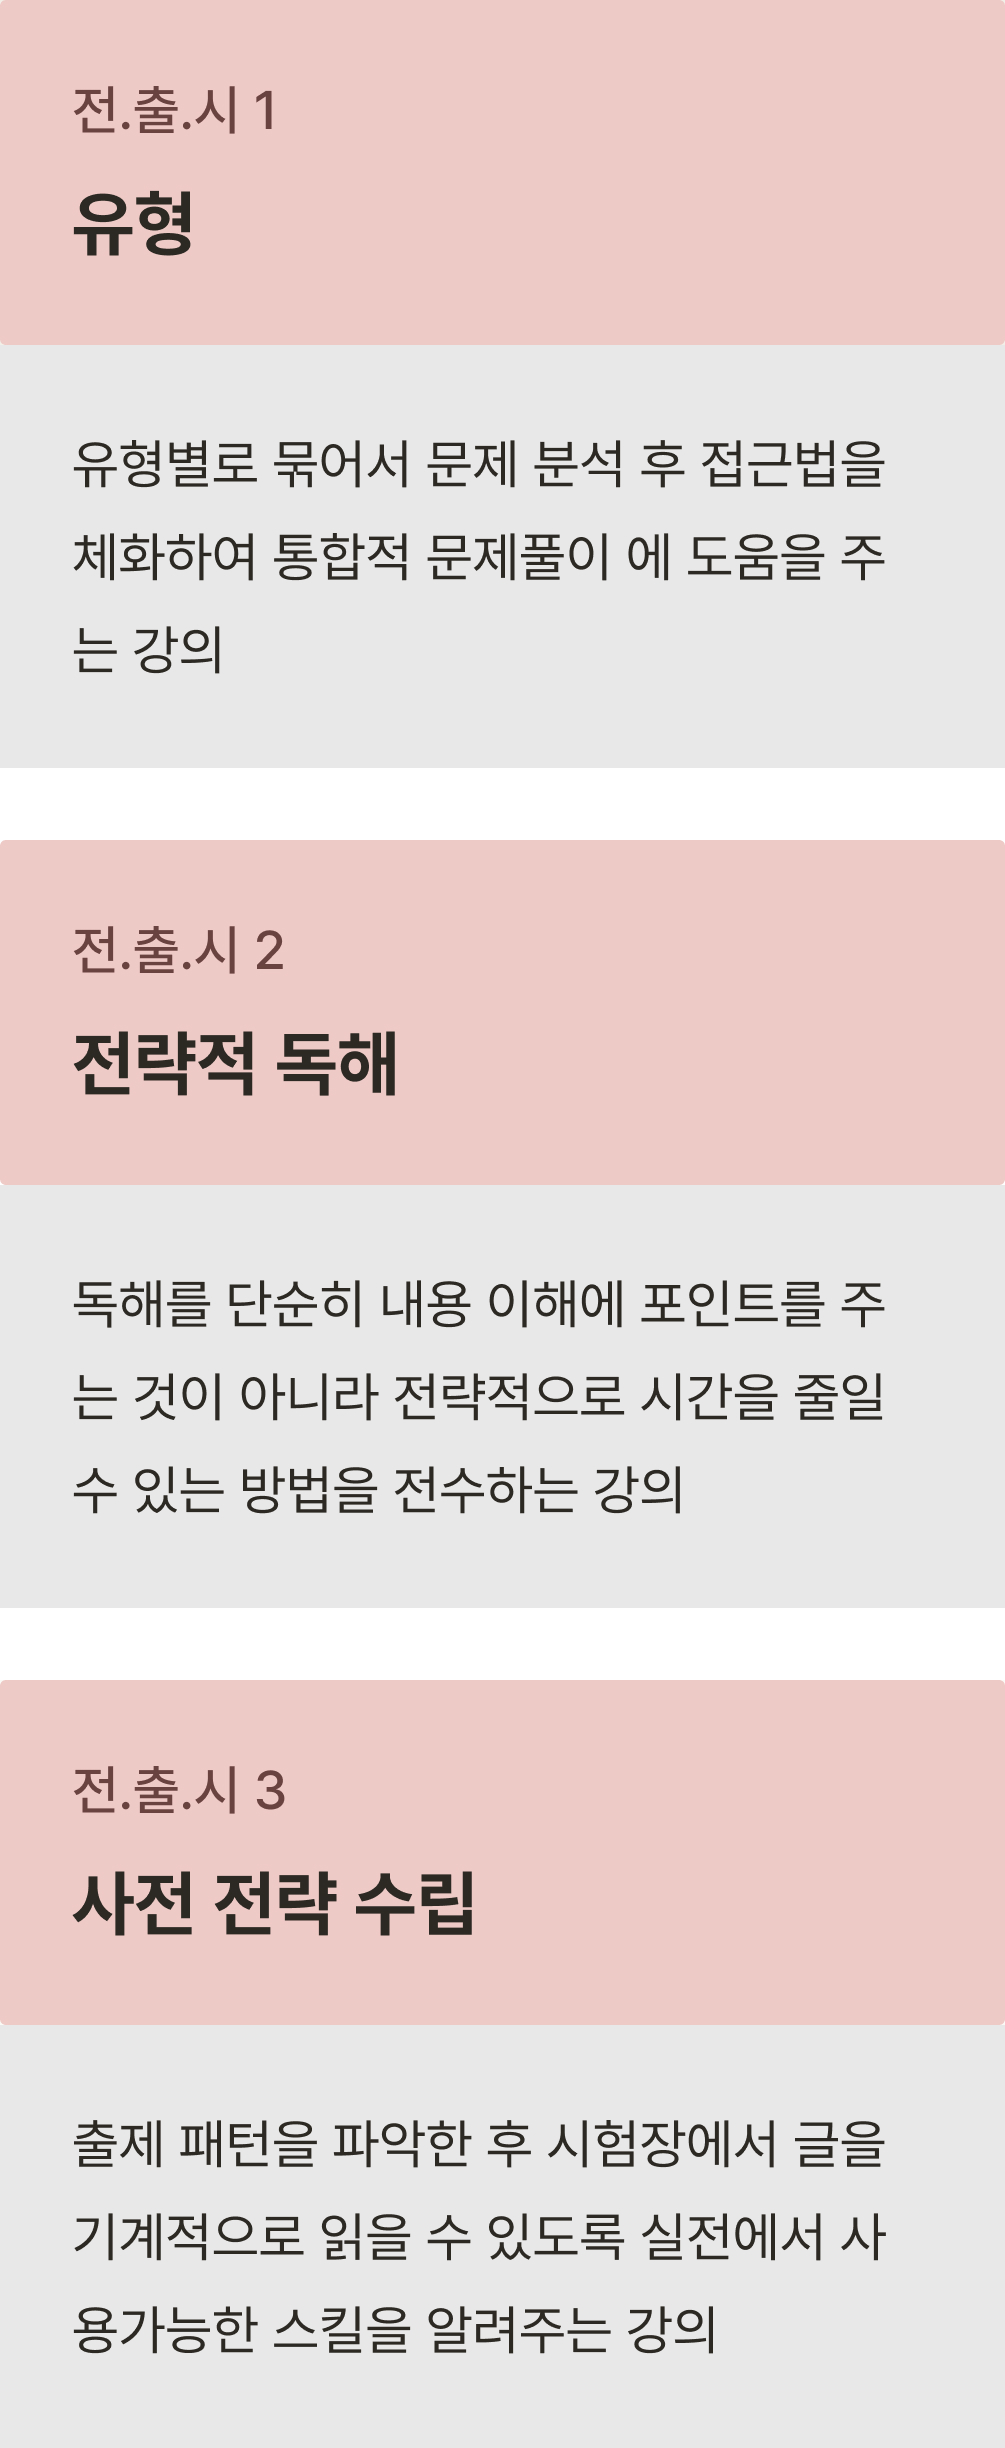 전.출.시 1
유형
유형별로 묶어서 문제 분석 후 접근법을
체화하여 통합적 문제풀이 에 도움을 주
는 강의
전.출.시 2
전략적 독해
독해를 단순히 내용 이해에 포인트를 주
는 것이 아니라 전략적으로 시간을 줄일
수 있는 방법을 전수하는 강의
전.출.시 3
사전 전략 수립
출제 패턴을 파악한 후 시험장에서 글을
기계적으로 읽을 수 있도록 실전에서 사
용가능한 스킬을 알려주는 강의